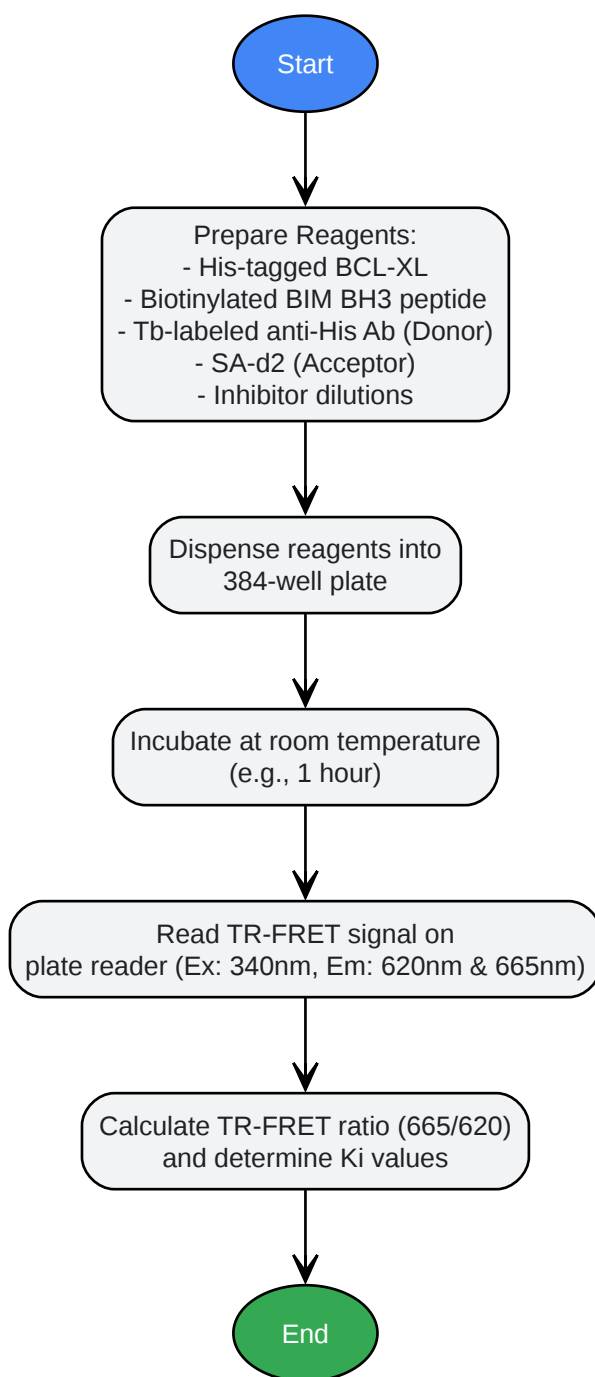 Start
Prepare Reagents:
- His-tagged BCL-XL
- Biotinylated BIM BH3 peptide
- Tb-labeled anti-His Ab (Donor)
- SA-d2 (Acceptor)
- Inhibitor dilutions
Dispense reagents into
384-well plate
Incubate at room temperature
(e.g., 1 hour)
Read TR-FRET signal on
plate reader (Ex: 340nm, Em: 620nm & 665nm)
Calculate TR-FRET ratio (665/620)
and determine Ki values
End